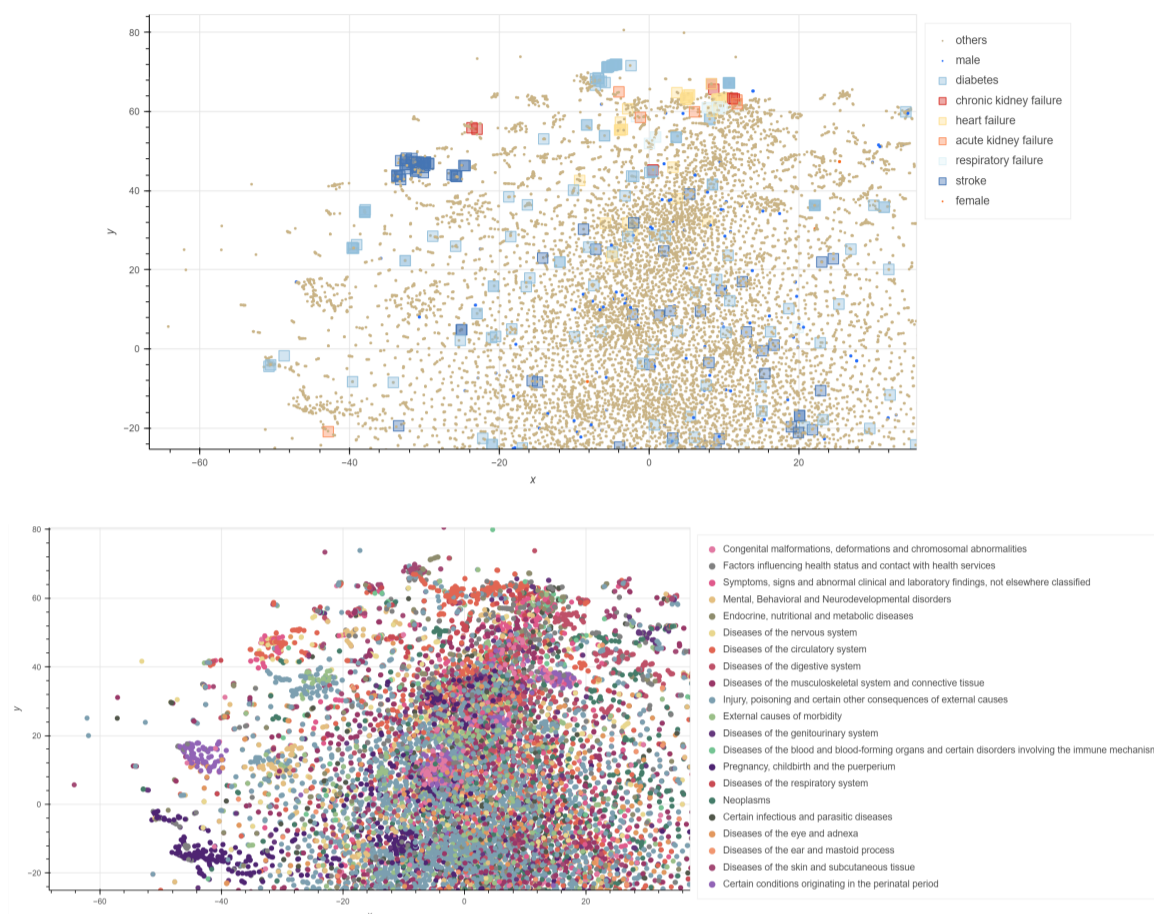 80
60
40
20
0
−20
y
−60
−40
−20
0
20
x
others
male
diabetes
chronic kidney failure
heart failure
acute kidney failure
respiratory failure
stroke
female
80
60
40
20
0
−20
y
−60
−40
−20
0
20
Congenital malformations, deformations and chromosomal abnormalities
Factors influencing health status and contact with health services
Symptoms, signs and abnormal clinical and laboratory findings, not elsewhere classified
Mental, Behavioral and Neurodevelopmental disorders
Endocrine, nutritional and metabolic diseases
Diseases of the nervous system
Diseases of the circulatory system
Diseases of the digestive system
Diseases of the musculoskeletal system and connective tissue
Injury, poisoning and certain other consequences of external causes
External causes of morbidity
Diseases of the genitourinary system
Diseases of the blood and blood-forming organs and certain disorders involving the immune mechanism
Pregnancy, childbirth and the puerperium
Diseases of the respiratory system
Neoplasms
Certain infectious and parasitic diseases
Diseases of the eye and adnexa
Diseases of the ear and mastoid process
Diseases of the skin and subcutaneous tissue
Certain conditions originating in the perinatal period